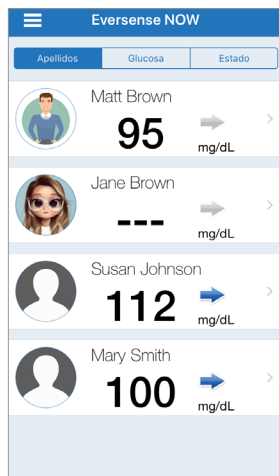 Eversense NOW
Apellidos Glucosa Estado
Matt Brown
95
mg/dL
Jane Brown
---
mg/dL
Susan Johnson
112
mg/dL
Mary Smith
100
mg/dL